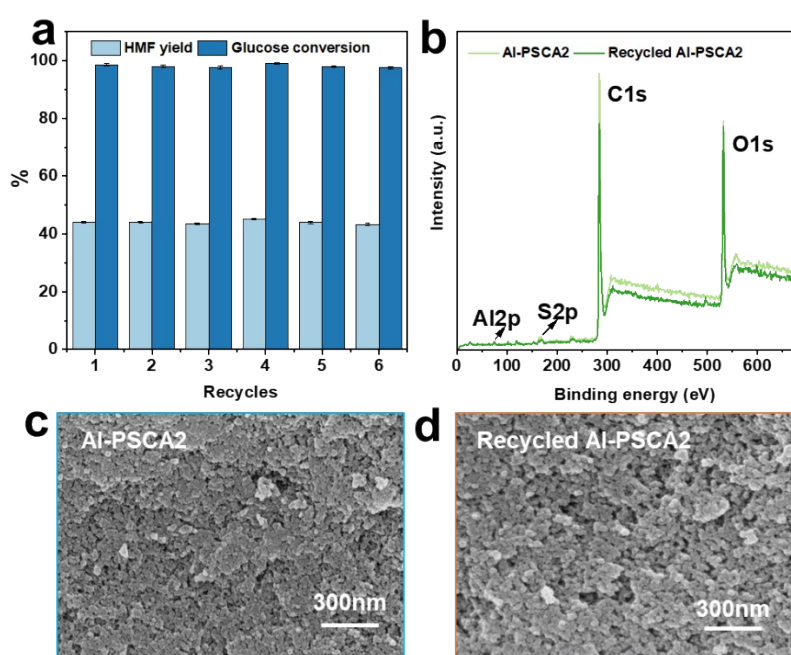 a
HMF yield Glucose conversion
100
80
60
40
20
0
%
1 2 3 4 5 6
Recycles
b
Al-PSCA2 Recycled Al-PSCA2
C1s
O1s
Al2p
S2p
Intensity (a.u.)
0 100 200 300 400 500 600
Binding energy (eV)
c
Al-PSCA2
300nm
d
Recycled Al-PSCA2
300nm